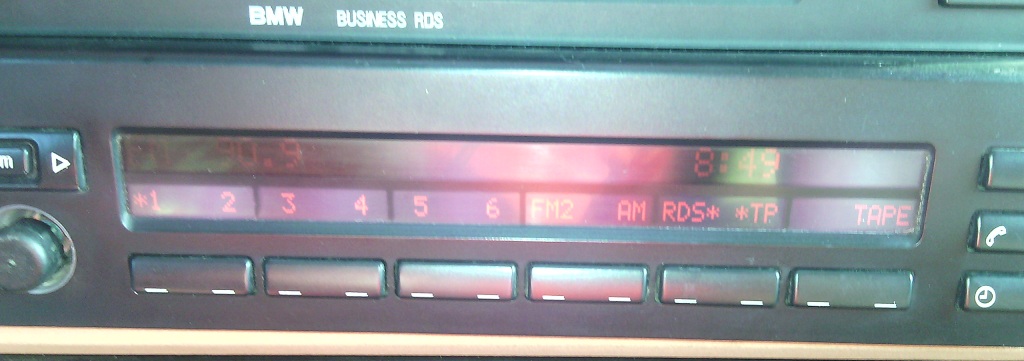 BMW BUSINESS RDS
90.9 8:49
*1 2 3 4 5 6 FM2 AM RDS* *TP TAPE
m